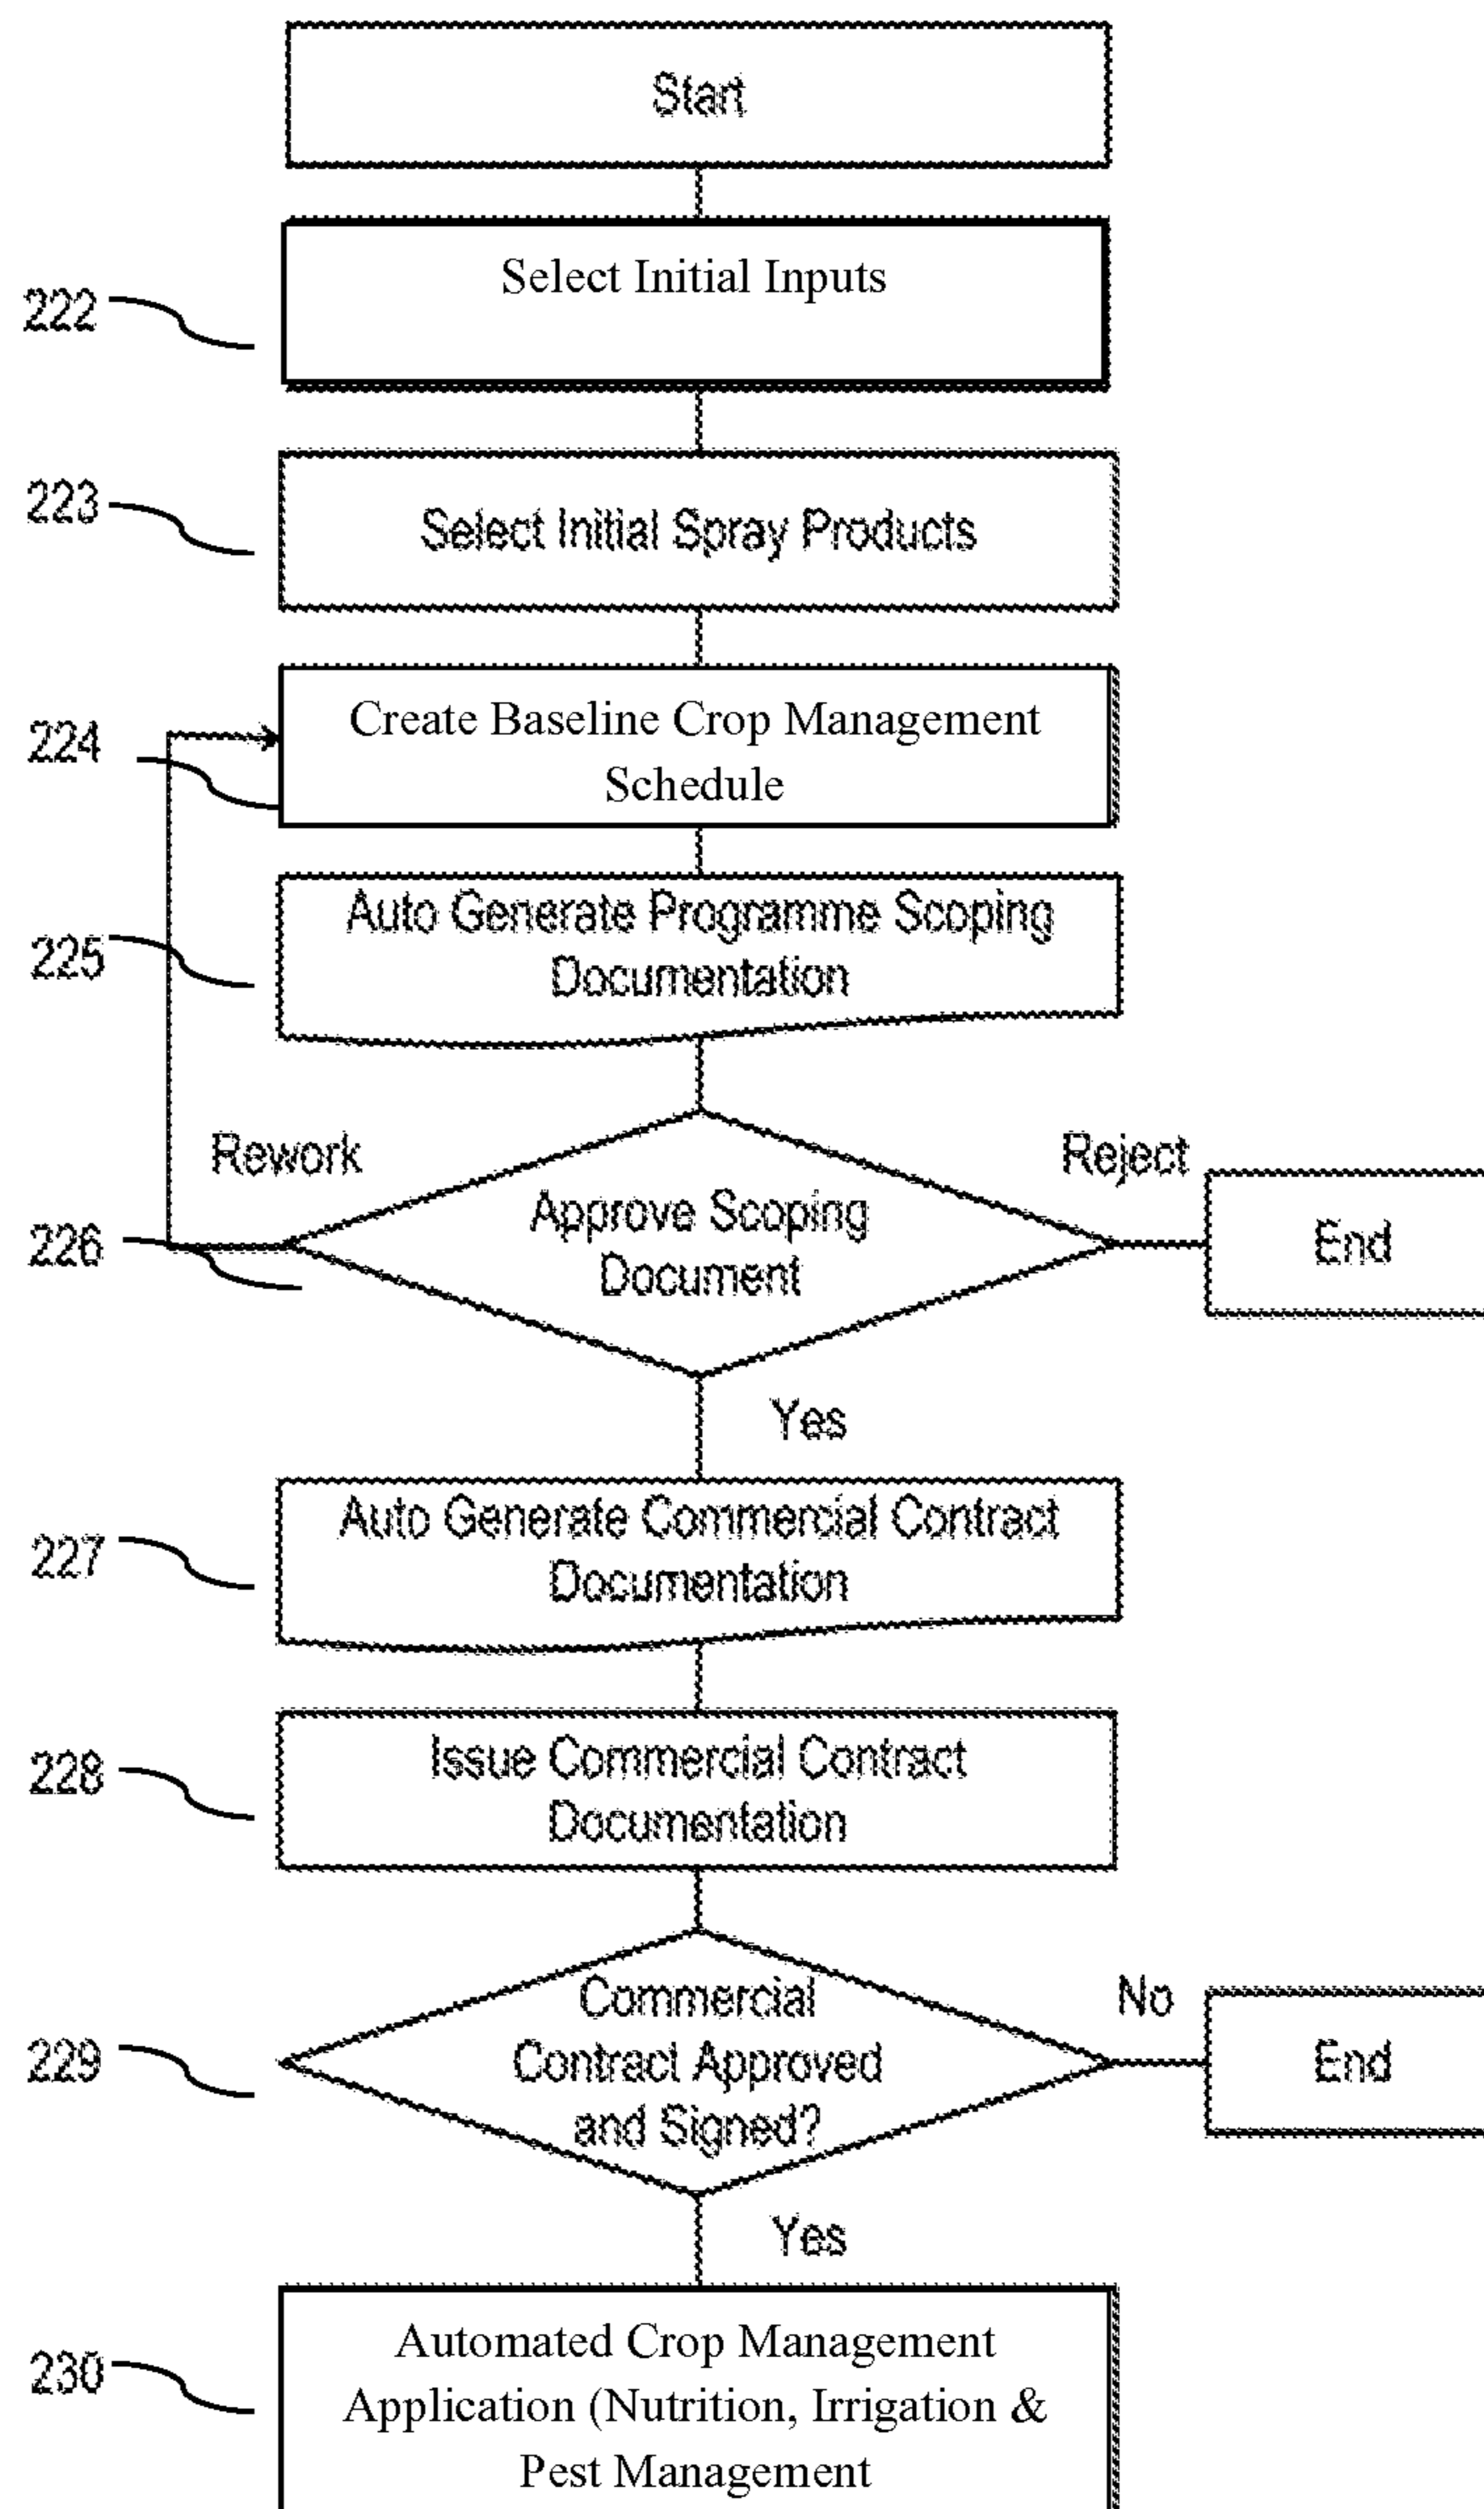 Start
222
Select Initial Inputs
223
Select Initial Spray Products
224
Create Baseline Crop Management
Schedule
225
Auto Generate Programme Scoping
Documentation
Rework
Reject
226
Approve Scoping
Document
End
Yes
227
Auto Generate Commercial Contract
Documentation
228
Issue Commercial Contract
Documentation
229
Commercial
Contract Approved
and Signed?
No
End
Yes
230
Automated Crop Management
Application (Nutrition, Irrigation &
Pest Management